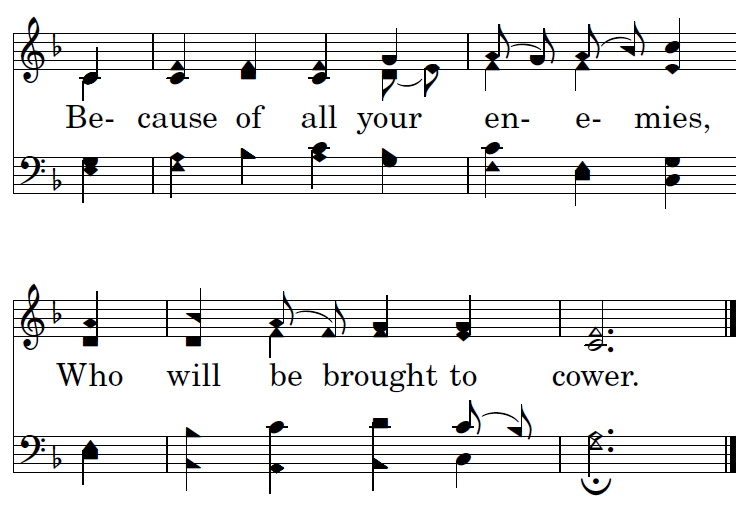 Be- cause of all your en- e- mies,
Who will be brought to cower.